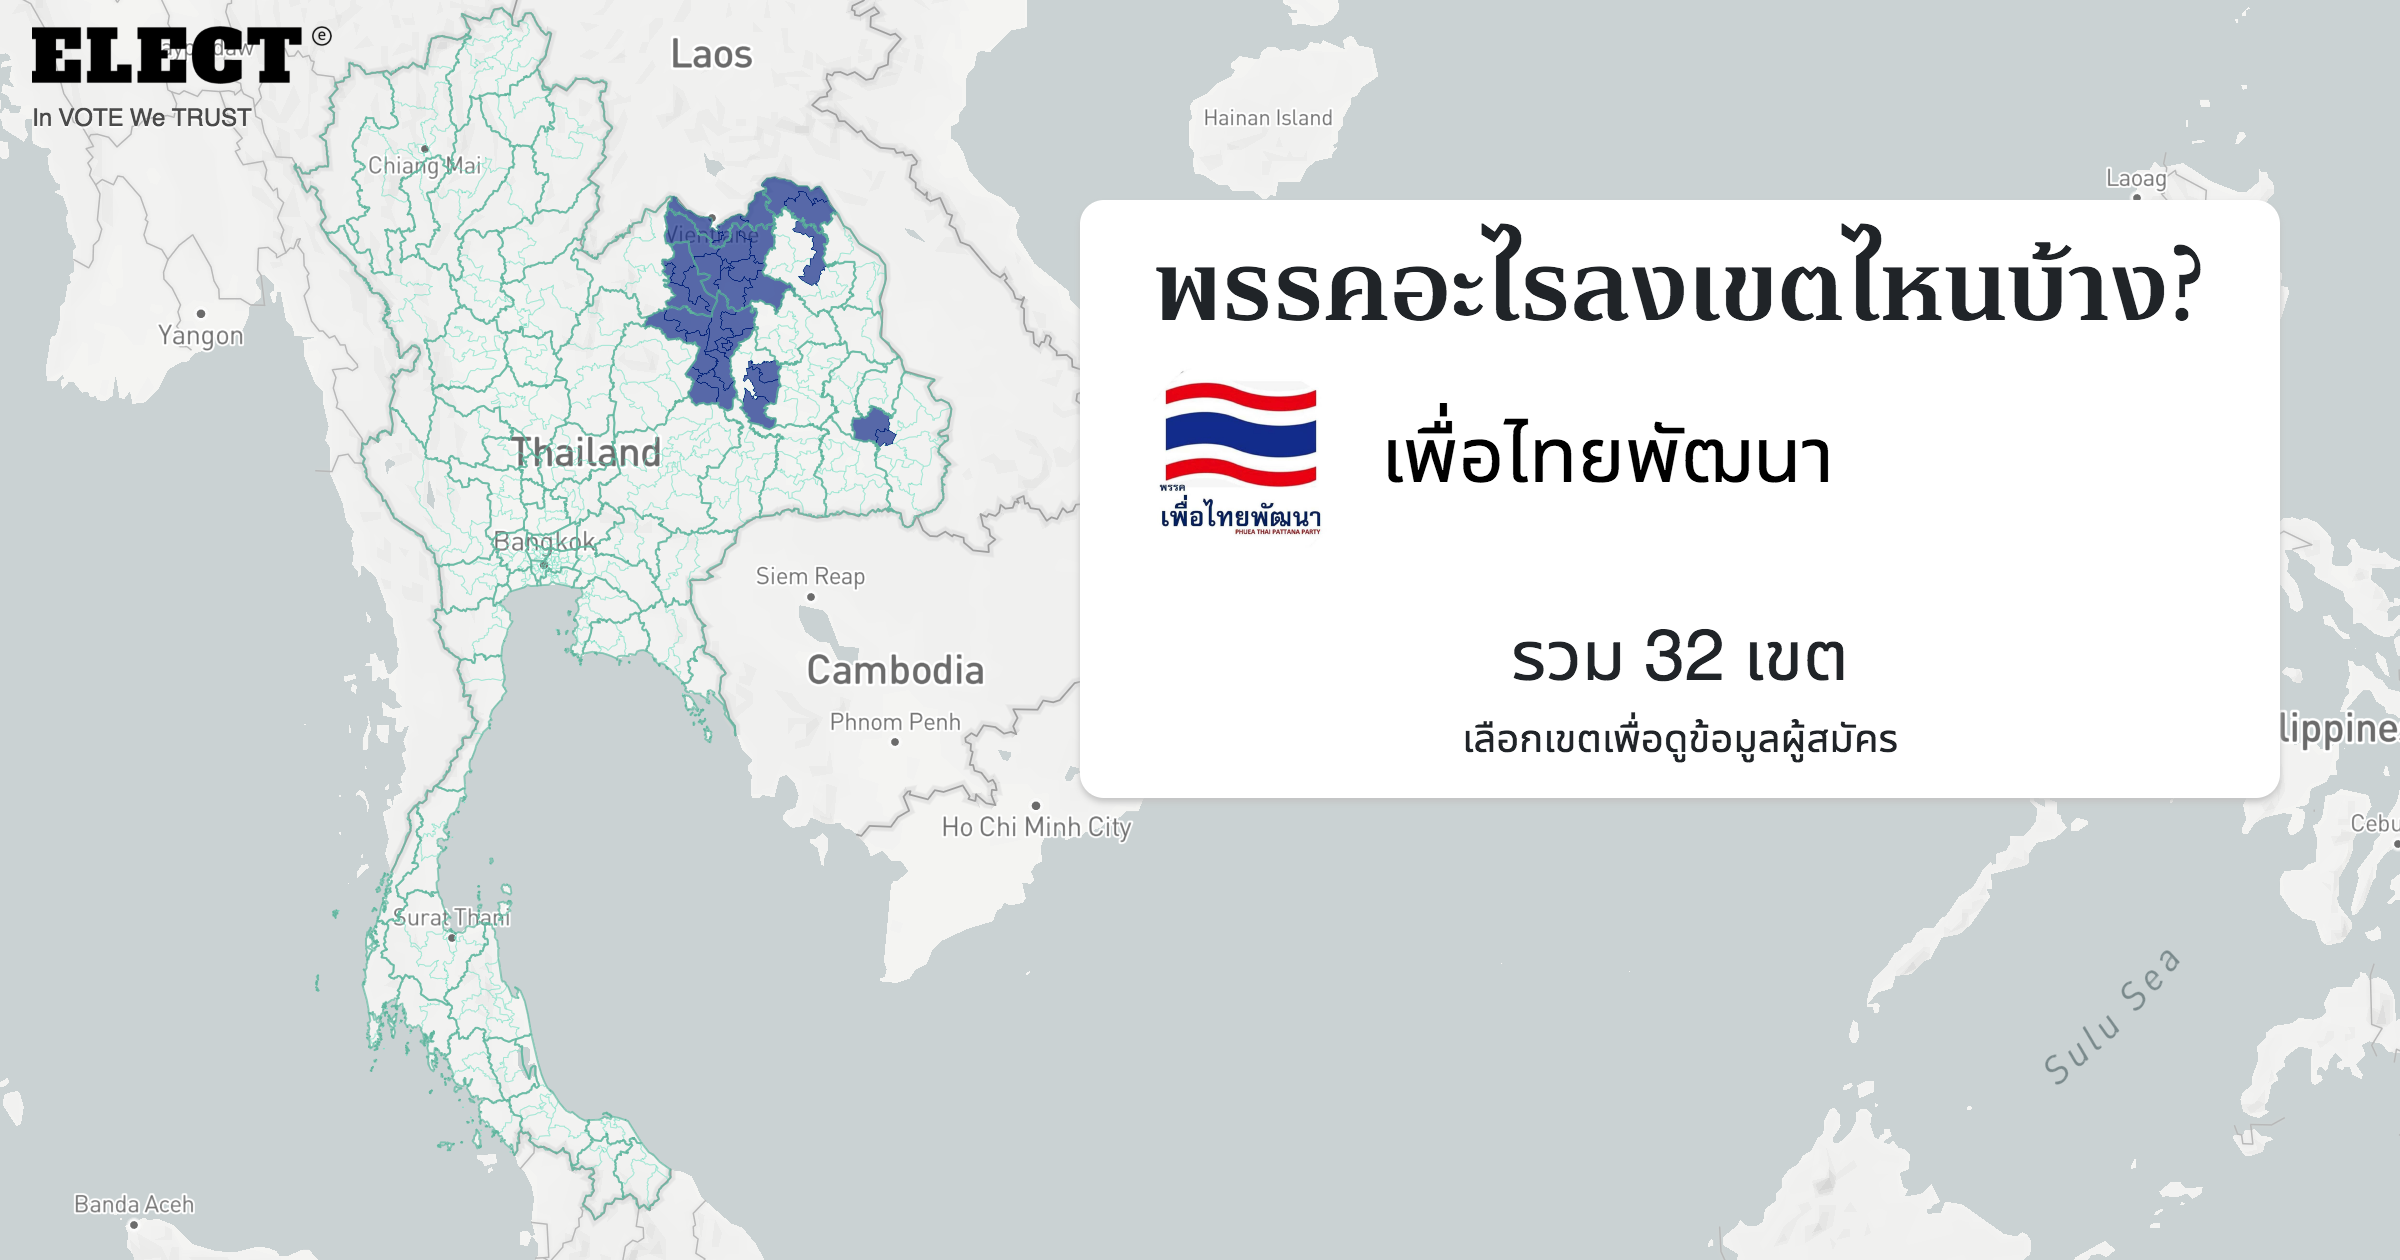 ELECT ⓔ
In VOTE We TRUST
Laos
Hainan Island
Laoag
Chiang Mai
Vientiane
Yangon
พรรคอะไรลงเขตไหนบ้าง?
พรรค
เพื่อไทยพัฒนา
PHUEA THAI PATTANA PARTY
เพื่อไทยพัฒนา
รวม 32 เขต
เลือกเขตเพื่อดูข้อมูลผู้สมัคร
Thailand
Bangkok
Siem Reap
Cambodia
Phnom Penh
Ho Chi Minh City
lippine
Cebu
Surat Thani
Sulu Sea
Banda Aceh